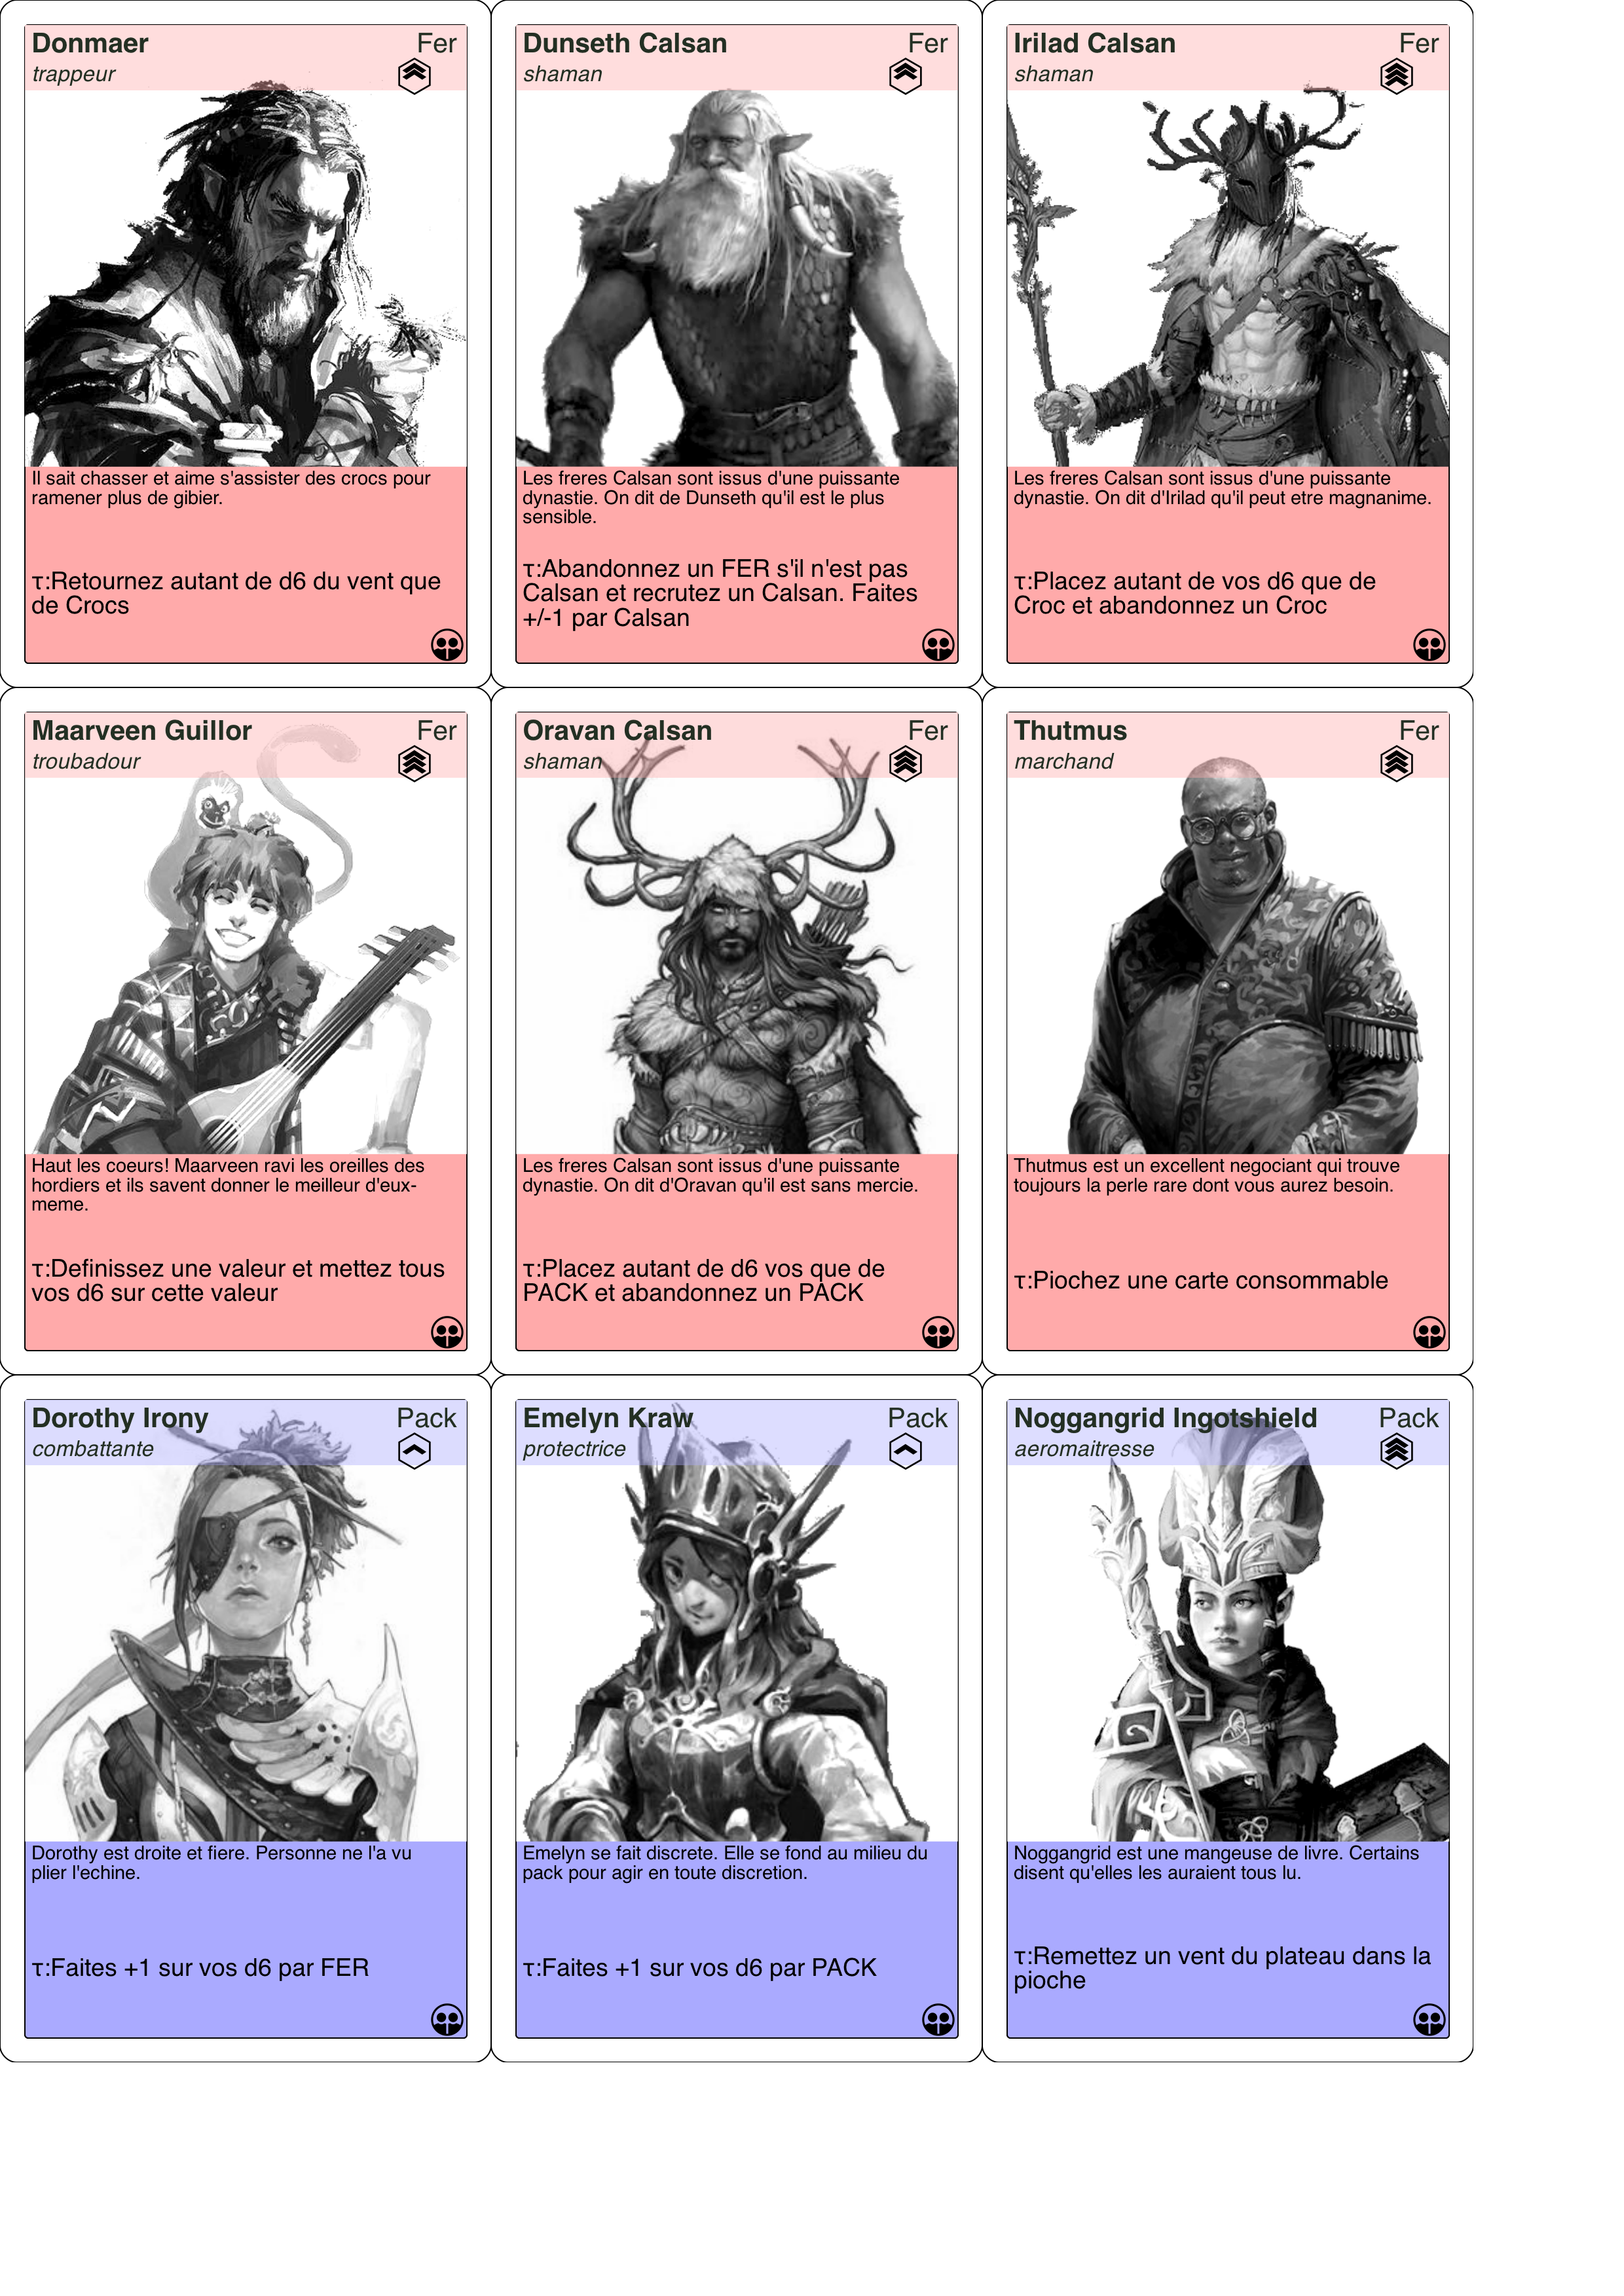 Donmaer Fer
trappeur
Il sait chasser et aime s'assister des crocs pour
ramener plus de gibier.
τ:Retournez autant de d6 du vent que
de Crocs
Dunseth Calsan Fer
shaman
Les freres Calsan sont issus d'une puissante
dynastie. On dit de Dunseth qu'il est le plus
sensible.
τ:Abandonnez un FER s'il n'est pas
Calsan et recrutez un Calsan. Faites
+/-1 par Calsan
Irilad Calsan Fer
shaman
Les freres Calsan sont issus d'une puissante
dynastie. On dit d'Irilad qu'il peut etre magnanime.
τ:Placez autant de vos d6 que de
Croc et abandonnez un Croc
Maarveen Guillor Fer
troubadour
Haut les coeurs! Maarveen ravi les oreilles des
hordiers et ils savent donner le meilleur d'eux-
meme.
τ:Definissez une valeur et mettez tous
vos d6 sur cette valeur
Oravan Calsan Fer
shaman
Les freres Calsan sont issus d'une puissante
dynastie. On dit d'Oravan qu'il est sans mercie.
τ:Placez autant de d6 vos que de
PACK et abandonnez un PACK
Thutmus Fer
marchand
Thutmus est un excellent negociant qui trouve
toujours la perle rare dont vous aurez besoin.
τ:Piochez une carte consommable
Dorothy Irony Pack
combattante
Dorothy est droite et fiere. Personne ne l'a vu
plier l'echine.
τ:Faites +1 sur vos d6 par FER
Emelyn Kraw Pack
protectrice
Emelyn se fait discrete. Elle se fond au milieu du
pack pour agir en toute discretion.
τ:Faites +1 sur vos d6 par PACK
Noggangrid Ingotshield Pack
aeromaitresse
Noggangrid est une mangeuse de livre. Certains
disent qu'elles les auraient tous lu.
τ:Remettez un vent du plateau dans la
pioche